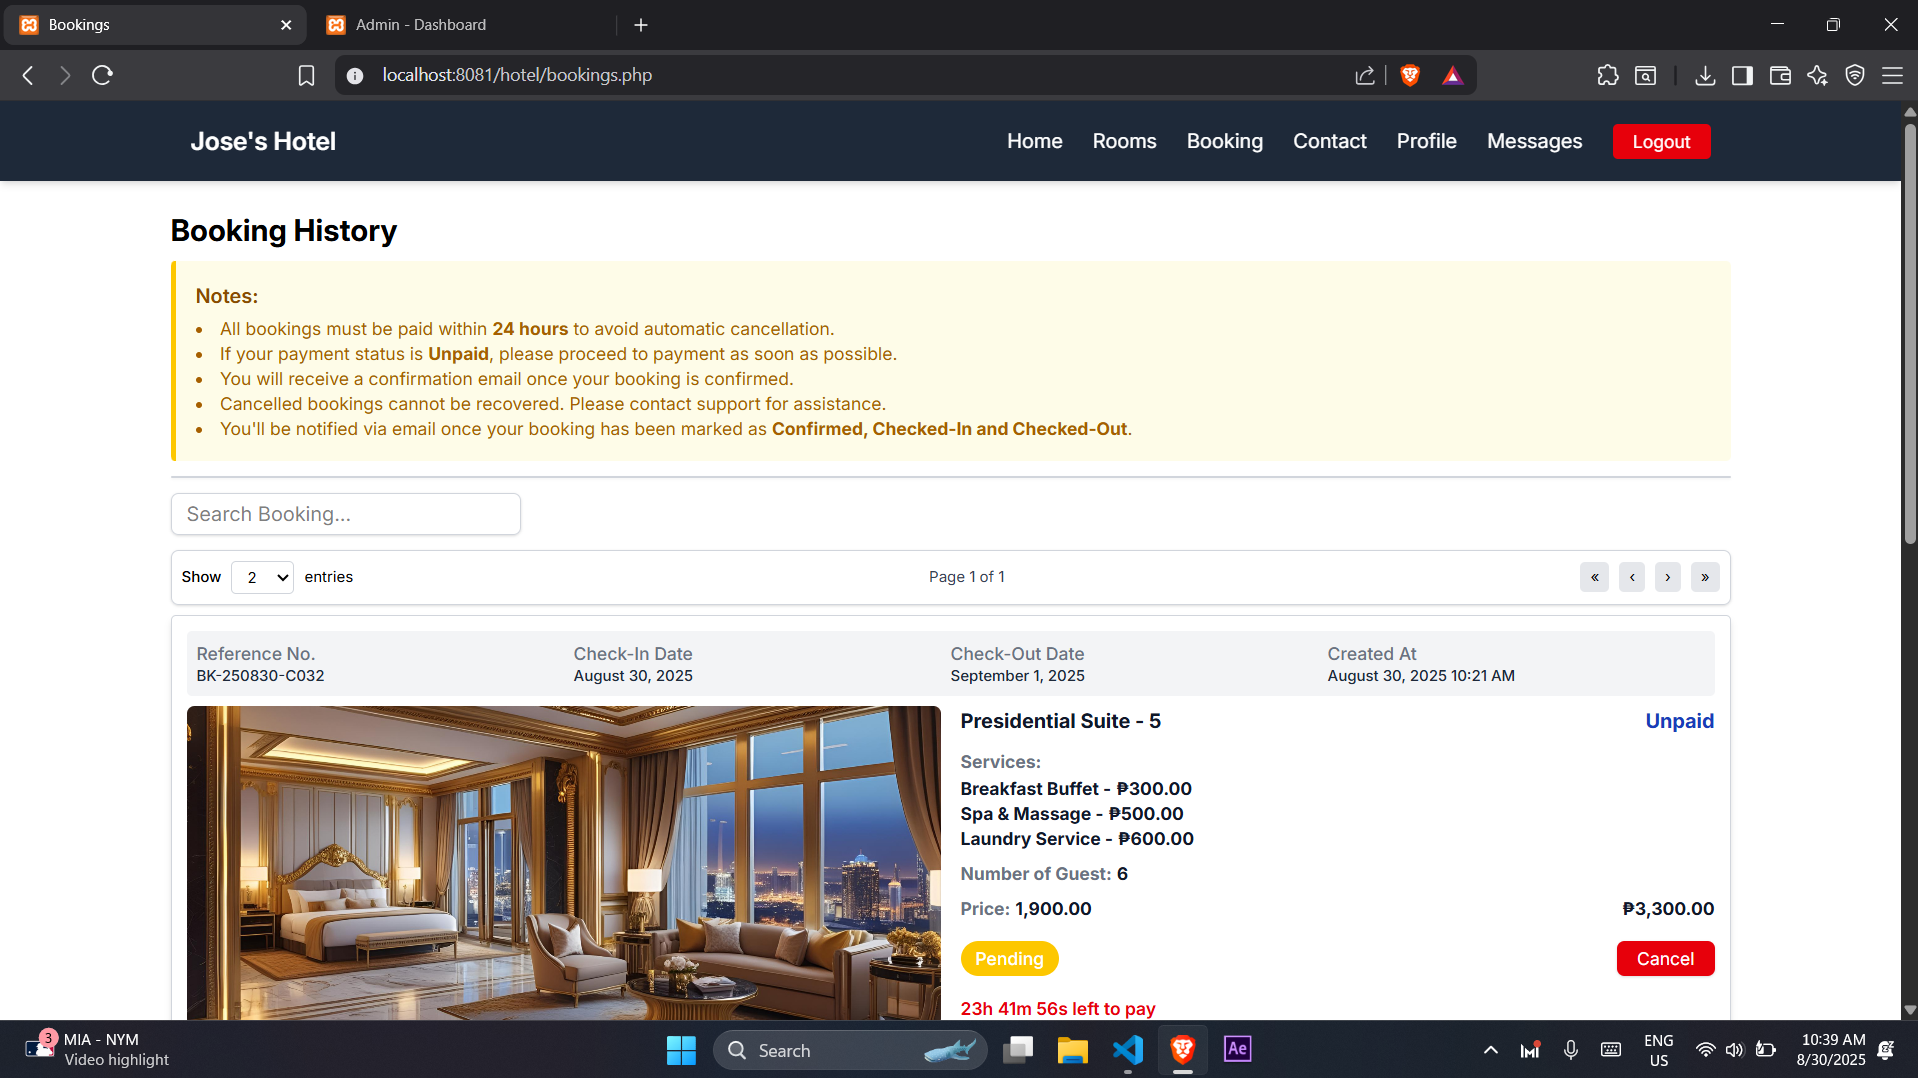 Bookings
Admin - Dashboard
localhost:8081/hotel/bookings.php
Jose's Hotel
Home Rooms Booking Contact Profile Messages Logout
Booking History
Notes:
• All bookings must be paid within 24 hours to avoid automatic cancellation.
• If your payment status is Unpaid, please proceed to payment as soon as possible.
• You will receive a confirmation email once your booking is confirmed.
• Cancelled bookings cannot be recovered. Please contact support for assistance.
• You'll be notified via email once your booking has been marked as Confirmed, Checked-In and Checked-Out.
Search Booking...
Show 2 entries Page 1 of 1 « ‹ › »
Reference No. Check-In Date Check-Out Date Created At
BK-250830-C032 August 30, 2025 September 1, 2025 August 30, 2025 10:21 AM
Presidential Suite - 5 Unpaid
Services:
Breakfast Buffet - ₱300.00
Spa & Massage - ₱500.00
Laundry Service - ₱600.00
Number of Guest: 6
Price: 1,900.00 ₱3,300.00
Pending Cancel
23h 41m 56s left to pay
3
MIA - NYM
Video highlight
Search
Ae
ENG
US
10:39 AM
8/30/2025